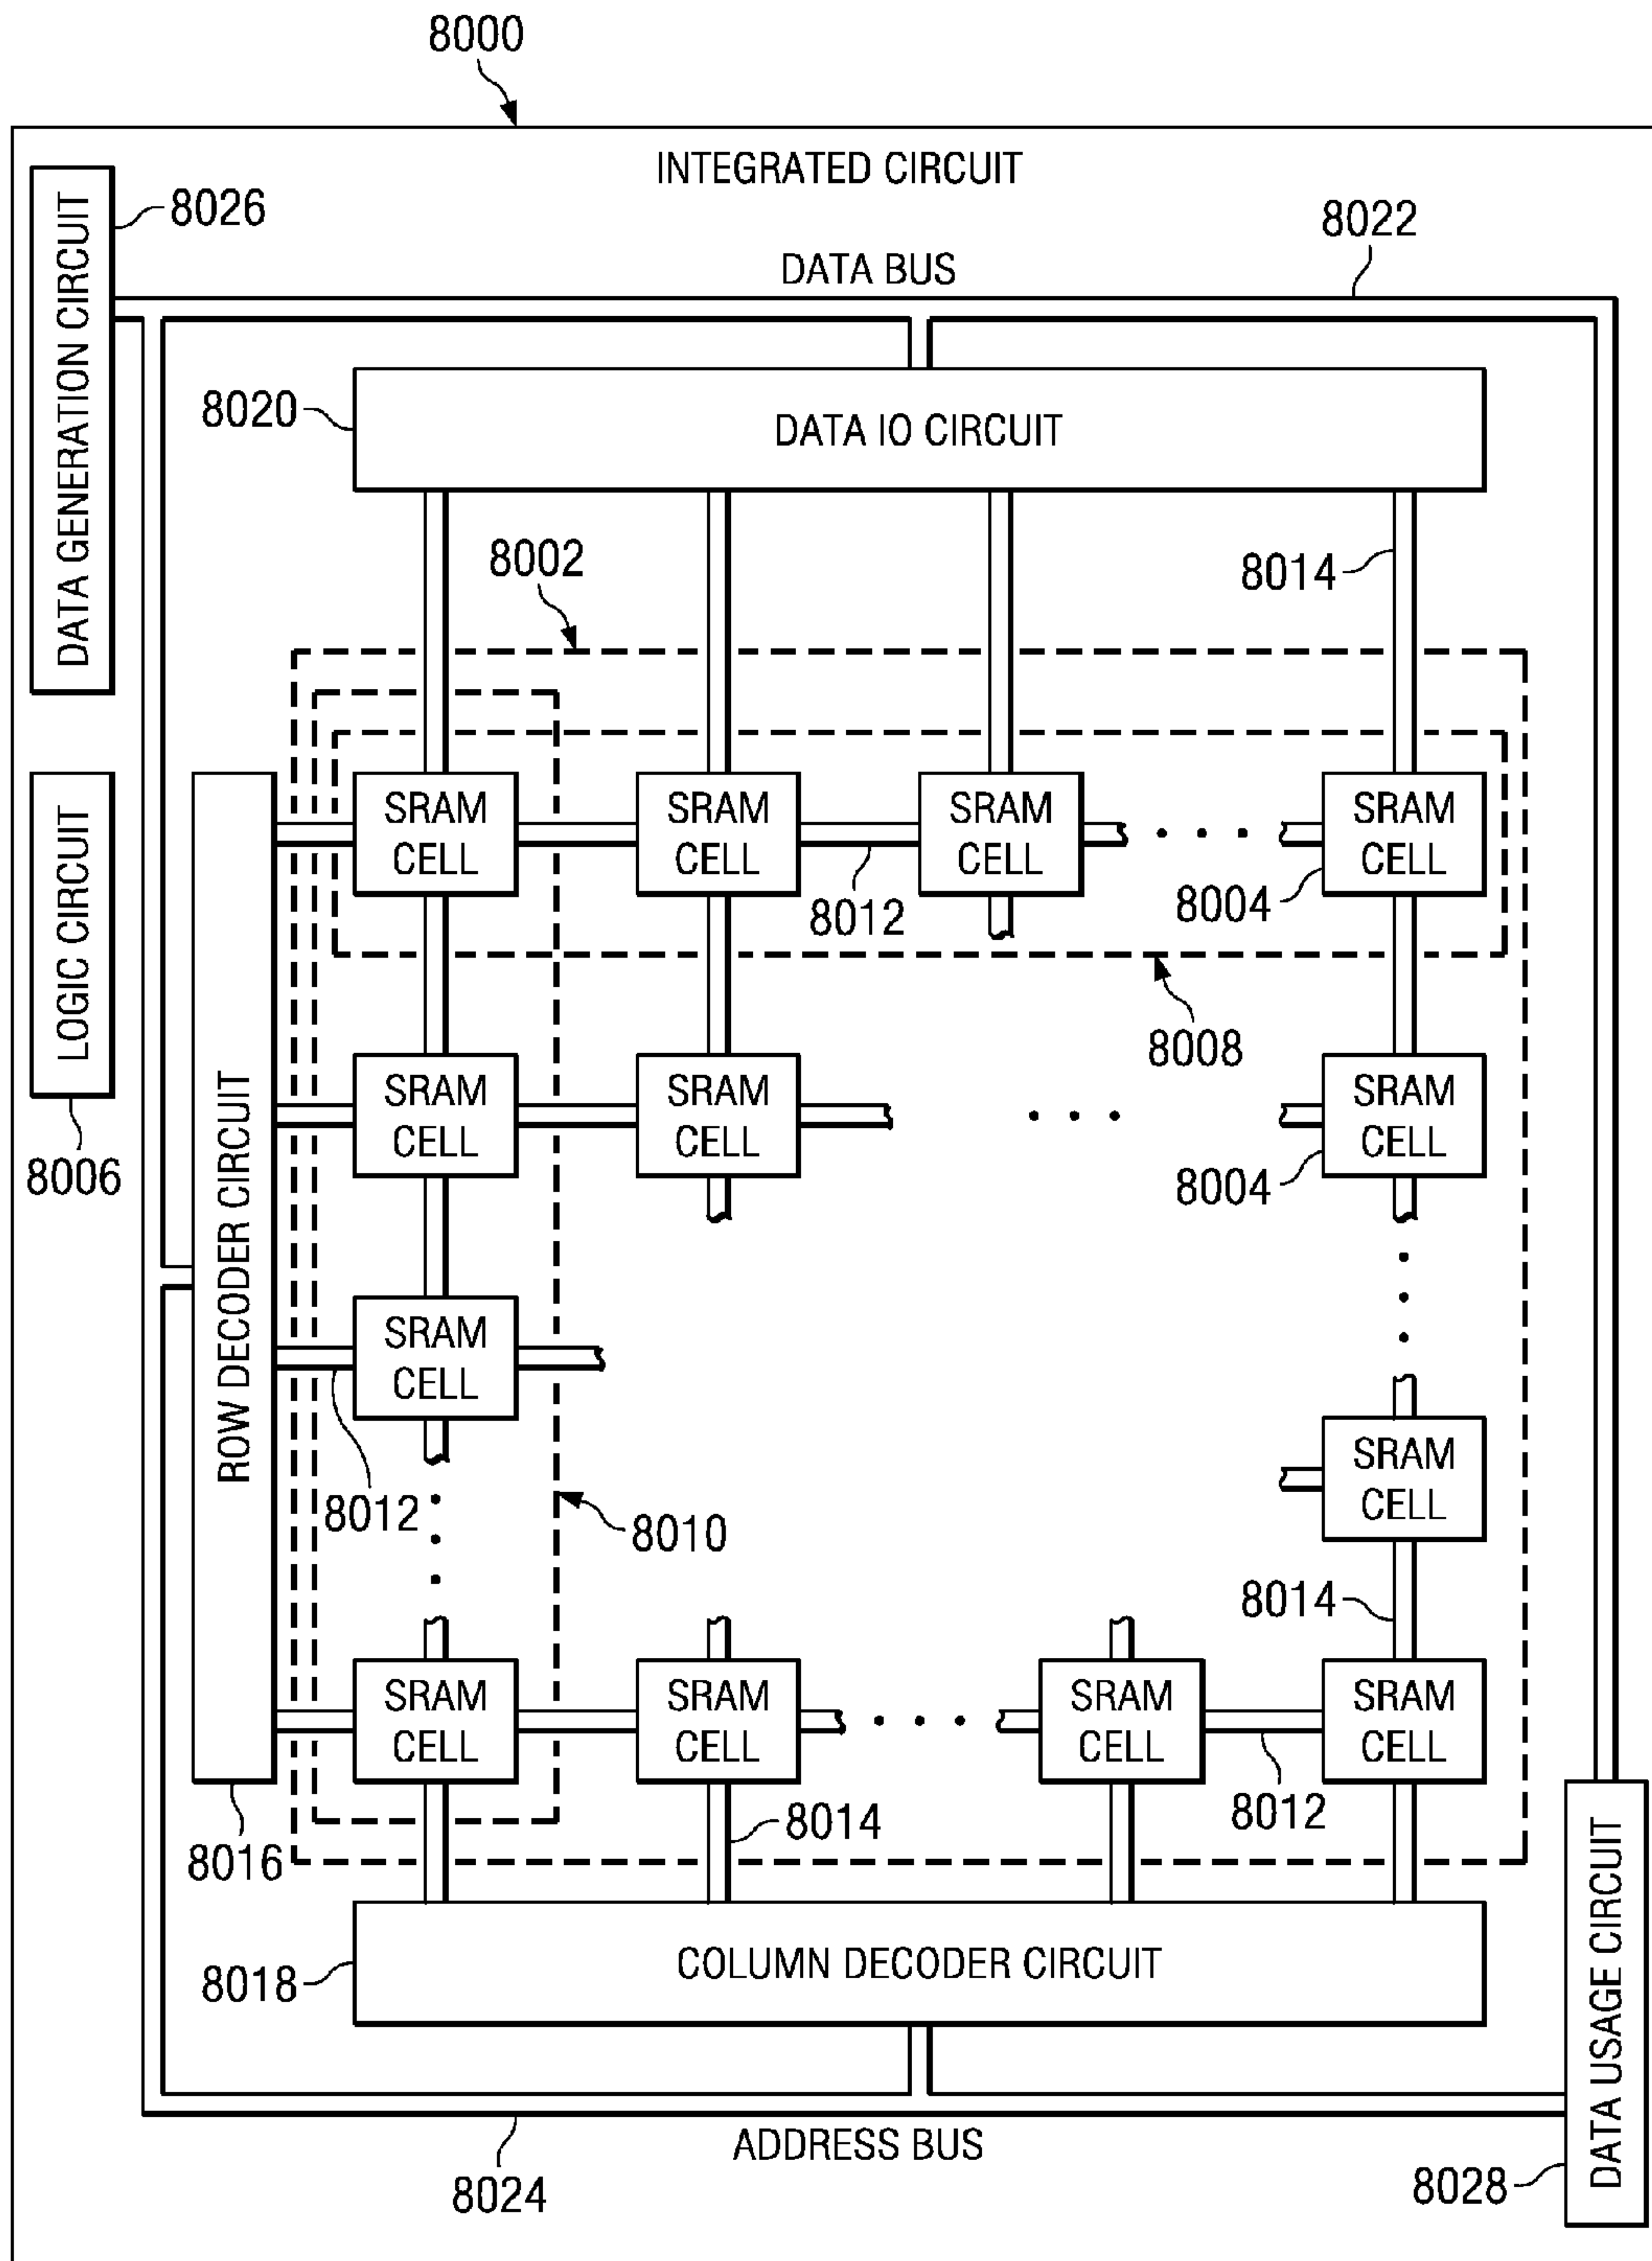 8000
INTEGRATED CIRCUIT
DATA GENERATION CIRCUIT
8026
8022
DATA BUS
8020
DATA IO CIRCUIT
8002
8014
SRAM
CELL
SRAM
CELL
SRAM
CELL
SRAM
CELL
8012
8004
LOGIC CIRCUIT
8006
8008
ROW DECODER CIRCUIT
SRAM
CELL
SRAM
CELL
SRAM
CELL
8004
SRAM
CELL
8012
8010
SRAM
CELL
8014
SRAM
CELL
SRAM
CELL
SRAM
CELL
SRAM
CELL
8012
8014
8016
COLUMN DECODER CIRCUIT
8018
DATA USAGE CIRCUIT
ADDRESS BUS
8024
8028